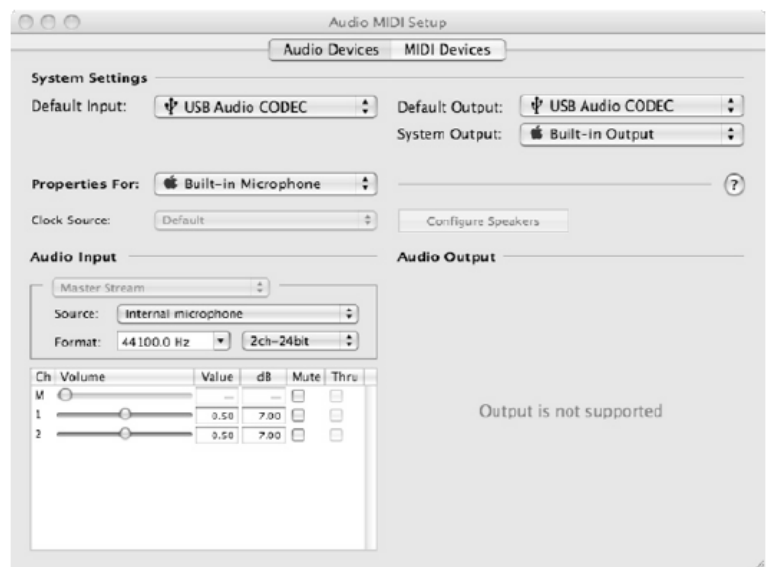 Audio MIDI Setup
Audio Devices MIDI Devices
System Settings
Default Input: USB Audio CODEC Default Output: USB Audio CODEC
System Output: Built-in Output
Properties For: Built-in Microphone ?
Clock Source: Default Configure Speakers
Audio Input Audio Output
Master Stream
Source: Internal microphone
Format: 44100.0 Hz 2ch-24bit
Ch Volume Value dB Mute Thru
M — —
1 0.50 7.00
2 0.50 7.00
Output is not supported